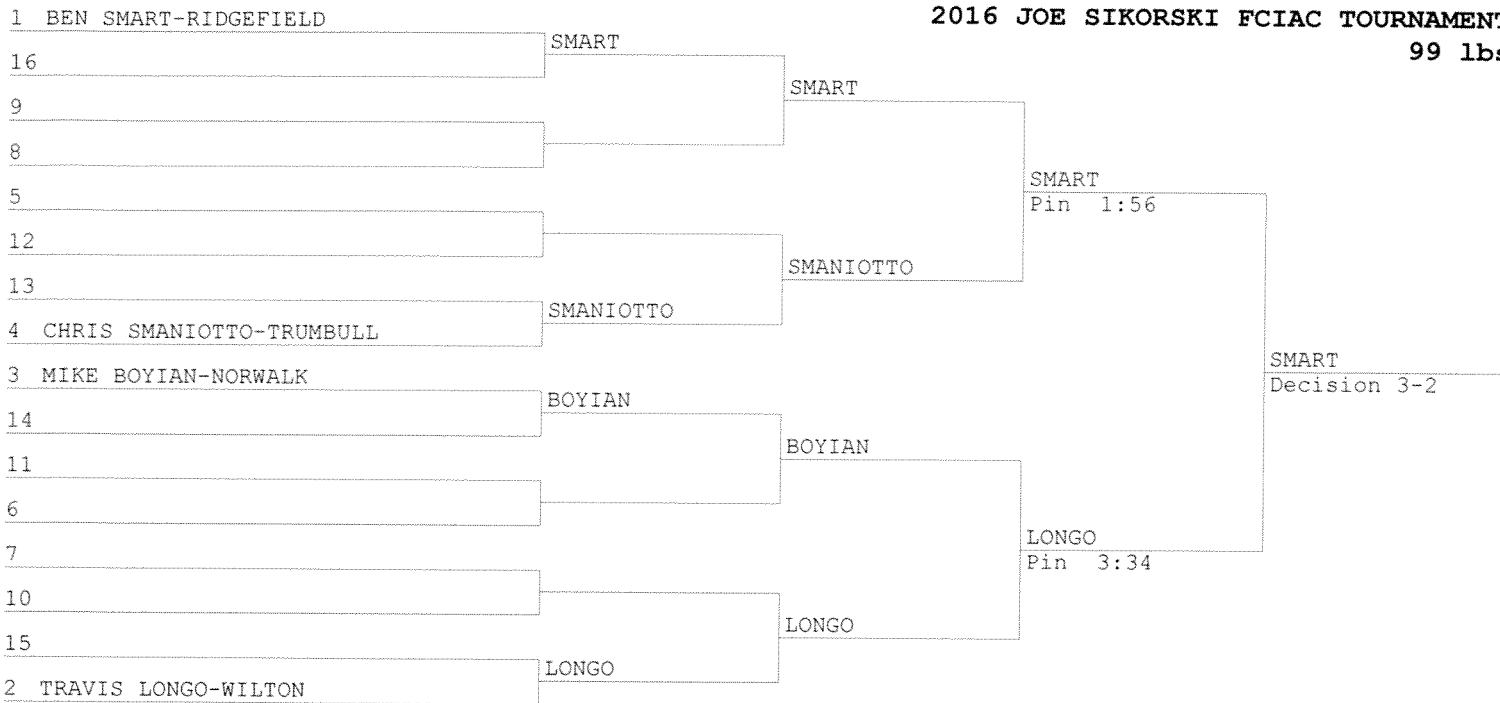 2016 JOE SIKORSKI FCIAC TOURNAMENT
99 lbs
1 BEN SMART-RIDGEFIELD
16
9
8
5
12
13
4 CHRIS SMANIOTTO-TRUMBULL
3 MIKE BOYIAN-NORWALK
14
11
6
7
10
15
2 TRAVIS LONGO-WILTON
SMART
SMANIOTTO
BOYIAN
LONGO
SMART
SMANIOTTO
BOYIAN
LONGO
SMART
Pin 1:56
LONGO
Pin 3:34
SMART
Decision 3-2